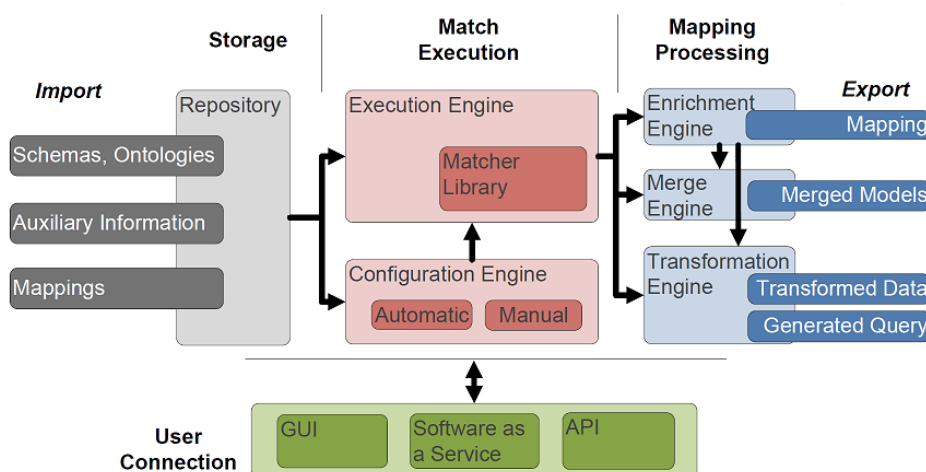 Storage
Match
Execution
Mapping
Processing
Import
Export
Repository
Schemas, Ontologies
Auxiliary Information
Mappings
Execution Engine
Matcher
Library
Configuration Engine
Automatic
Manual
Enrichment
Engine
Mapping
Merge
Engine
Merged Models
Transformation
Engine
Transformed Data
Generated Query
User
Connection
GUI
Software as
a Service
API